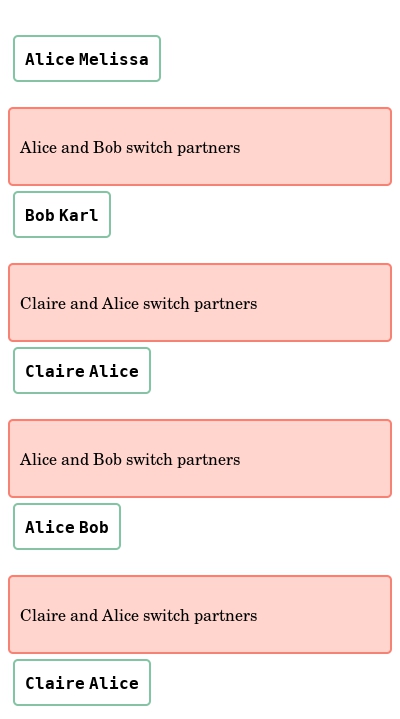 Alice Melissa
Alice and Bob switch partners
Bob Karl
Claire and Alice switch partners
Claire Alice
Alice and Bob switch partners
Alice Bob
Claire and Alice switch partners
Claire Alice